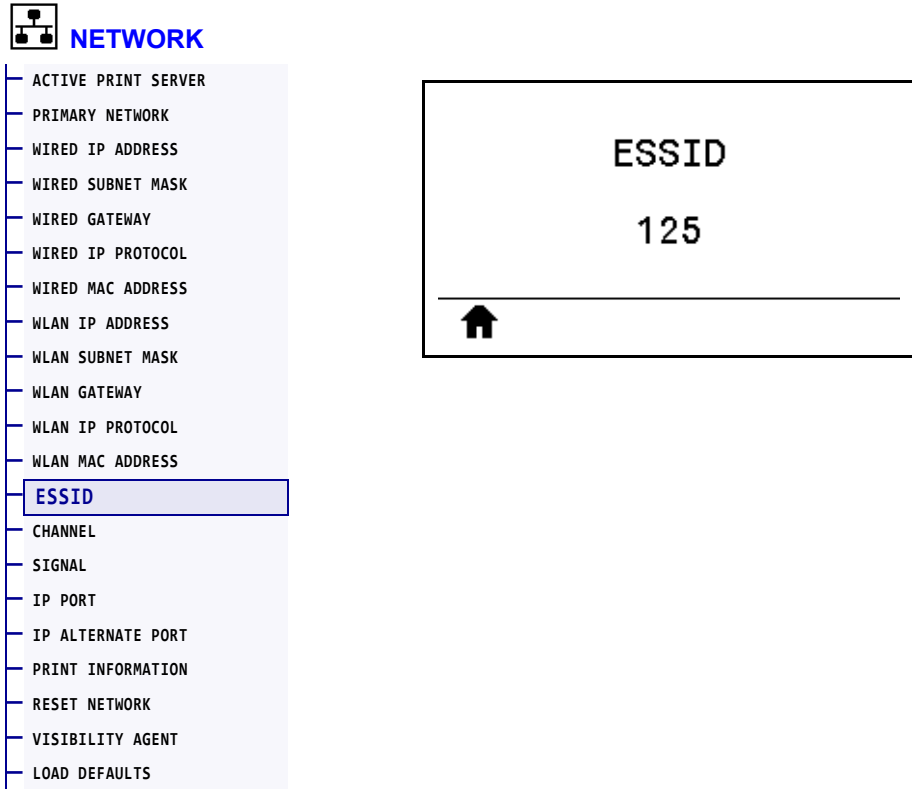 NETWORK
ACTIVE PRINT SERVER
PRIMARY NETWORK
WIRED IP ADDRESS
WIRED SUBNET MASK
WIRED GATEWAY
WIRED IP PROTOCOL
WIRED MAC ADDRESS
WLAN IP ADDRESS
WLAN SUBNET MASK
WLAN GATEWAY
WLAN IP PROTOCOL
WLAN MAC ADDRESS
ESSID
CHANNEL
SIGNAL
IP PORT
IP ALTERNATE PORT
PRINT INFORMATION
RESET NETWORK
VISIBILITY AGENT
LOAD DEFAULTS
ESSID
125